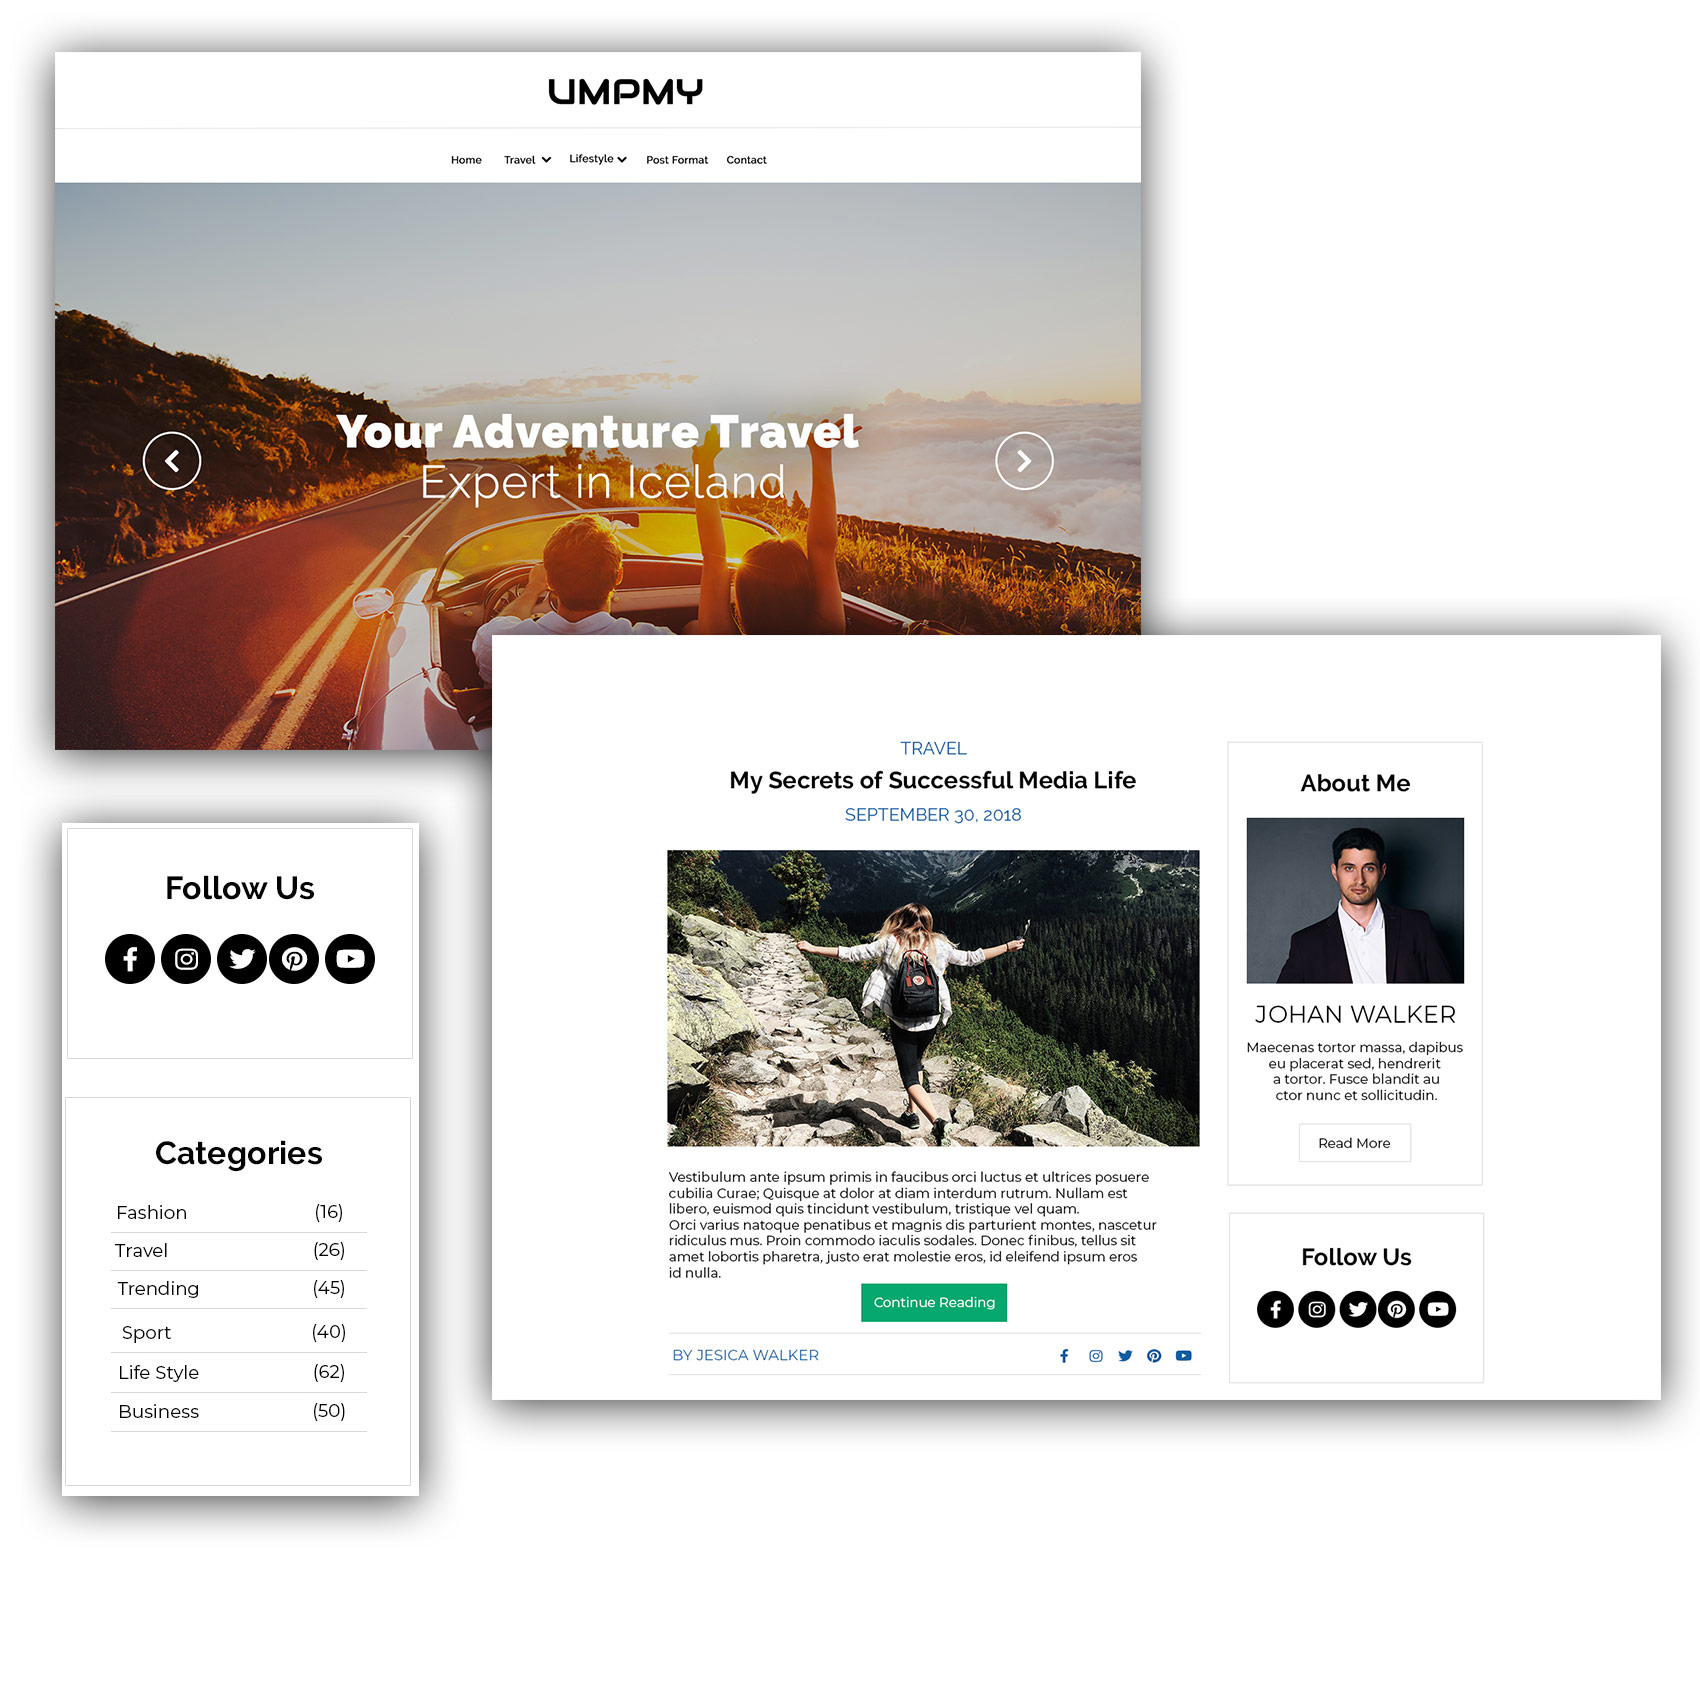 UMPMY
Home Travel Lifestyle Post Format Contact
Your Adventure Travel
Expert in Iceland
TRAVEL
My Secrets of Successful Media Life
SEPTEMBER 30, 2018
Vestibulum ante ipsum primis in faucibus orci luctus et ultrices posuere
cubilia Curae; Quisque at dolor at diam interdum rutrum. Nullam est
libero, euismod quis tincidunt vestibulum, tristique vel quam.
Orci varius natoque penatibus et magnis dis parturient montes, nascetur
ridiculus mus. Proin commodo iaculis sodales. Donec finibus, tellus sit
amet lobortis pharetra, justo erat molestie eros, id eleifend ipsum eros
id nulla.
Continue Reading
BY JESICA WALKER
About Me
JOHAN WALKER
Maecenas tortor massa, dapibus
eu placerat sed, hendrerit
a tortor. Fusce blandit au
ctor nunc et sollicitudin.
Read More
Follow Us
Follow Us
Categories
Fashion (16)
Travel (26)
Trending (45)
Sport (40)
Life Style (62)
Business (50)